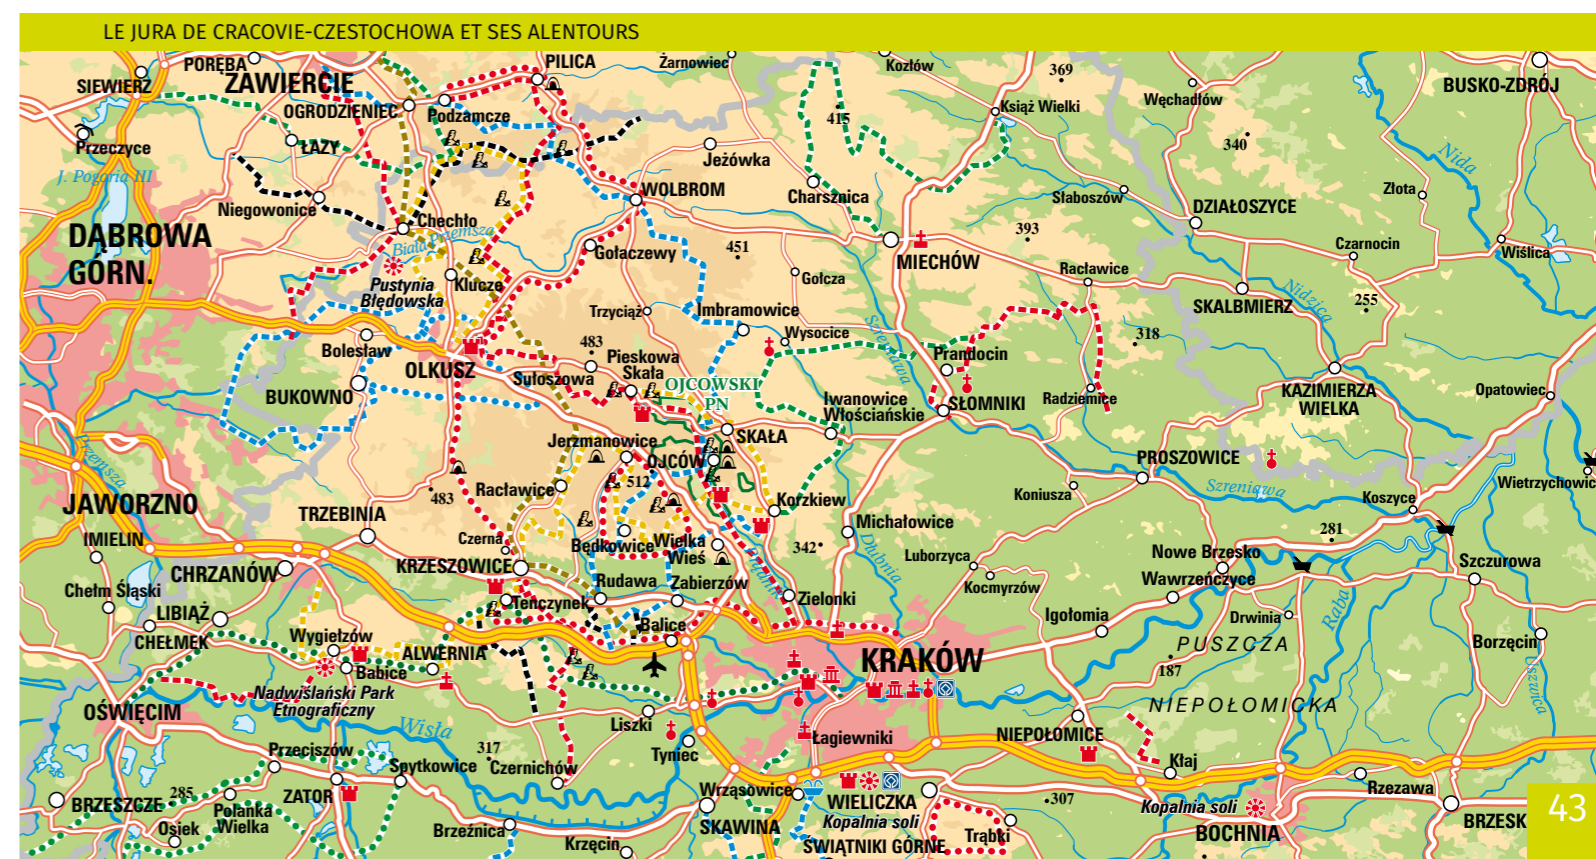 LE JURA DE CRACOVIE-CZESTOCHOWA ET SES ALENTOURS
PORĘBA
PILICA
Żarnowiec
Kozłów
SIEWIERZ
ZAWIERCIE
369
BUSKO-ZDRÓJ
OGRODZIENIEC
Podzamcze
Książ Wielki
Węchadłów
415
Przeczyce
ŁAZY
Jeżówka
340
Nida
J. Pogoria III
WOLBROM
Charsznica
Słaboszów
Złota
Niegowonice
Chechło
DZIAŁOSZYCE
DĄBROWA
GÓRN.
Biała Przemsza
Gołaczewy
451
393
Czarnocin
Wiślica
MIECHÓW
Pustynia
Błędowska
Klucze
Gołcza
Racławice
Nidzica
255
SKALBMIERZ
Trzyciąż
Imbramowice
Wysocice
Szreniawa
318
Bolesław
483
Pieskowa
Skała
Prandocin
OLKUSZ
Sułoszowa
OJCOWSKI
PN
BUKOWNO
Iwanowice
Włościańskie
SŁOMNIKI
Radziemice
KAZIMIERZA
WIELKA
Opatowiec
Przemsza
Jerzmanowice
SKAŁA
OJCÓW
PROSZOWICE
512
483
Racławice
Koniusza
Szreniawa
Koszyce
Wietrzychowic
JAWORZNO
TRZEBINIA
Korzkiew
Michałowice
281
IMIELIN
Czerna
Będkowice
Wielka
Wieś
342
Dłubnia
Luborzyca
Nowe Brzesko
Szczurowa
CHRZANÓW
KRZESZOWICE
Prądnik
Wawrzeńczyce
Chełm Śląski
Rudawa
Zabierzów
Kocmyrzów
LIBIĄŻ
Tenczynek
Zielonki
Igołomia
Drwinia
Raba
CHEŁMEK
Wygiełzów
Balice
PUSZCZA
Borzęcin
ALWERNIA
KRAKÓW
187
Babice
Uszwica
Nadwiślański Park
Etnograficzny
NIEPOŁOMICKA
OŚWIĘCIM
Wisła
Liszki
Łagiewniki
NIEPOŁOMICE
Przeciszów
317
Tyniec
Spytkowice
Czernichów
Kłaj
BRZESZCZE
285
ZATOR
Wrząsowice
WIELICZKA
Kopalnia soli
307
Rzezawa
Kopalnia soli
43
Polanka
Wielka
Osiek
Brzeźnica
SKAWINA
Trąbki
BOCHNIA
BRZESK
Krzęcin
ŚWIĄTNIKI GÓRNE